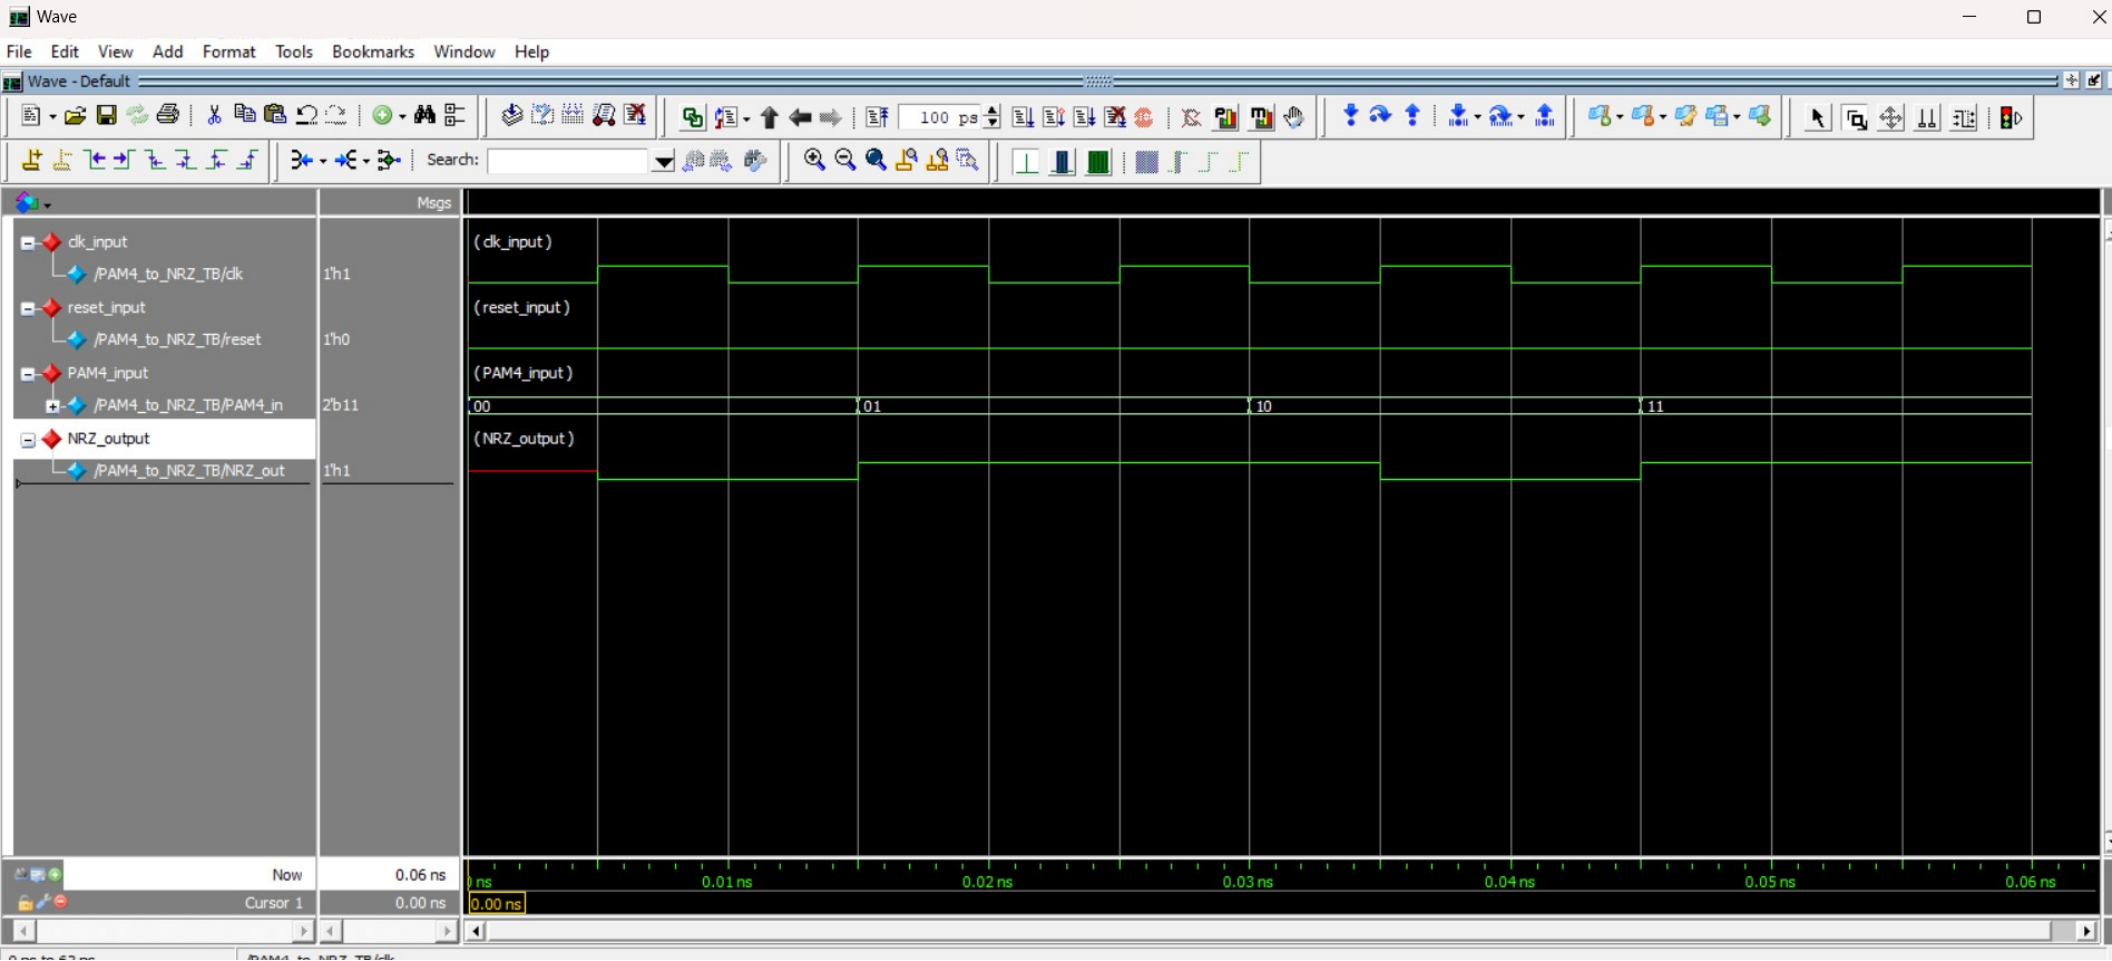 Wave
File Edit View Add Format Tools Bookmarks Window Help
Wave - Default
100 ps
Search:
Msgs
clk_input
(clk_input)
/PAM4_to_NRZ_TB/clk 1'h1
reset_input
(reset_input)
/PAM4_to_NRZ_TB/reset 1'h0
PAM4_input
(PAM4_input)
/PAM4_to_NRZ_TB/PAM4_in 2'b11
00 01 10 11
NRZ_output
(NRZ_output)
/PAM4_to_NRZ_TB/NRZ_out 1'h1
Now 0.06 ns
ns 0.01 ns 0.02 ns 0.03 ns 0.04 ns 0.05 ns 0.06 ns
Cursor 1 0.00 ns
0.00 ns
/PAM4_to_NRZ_TB/clk